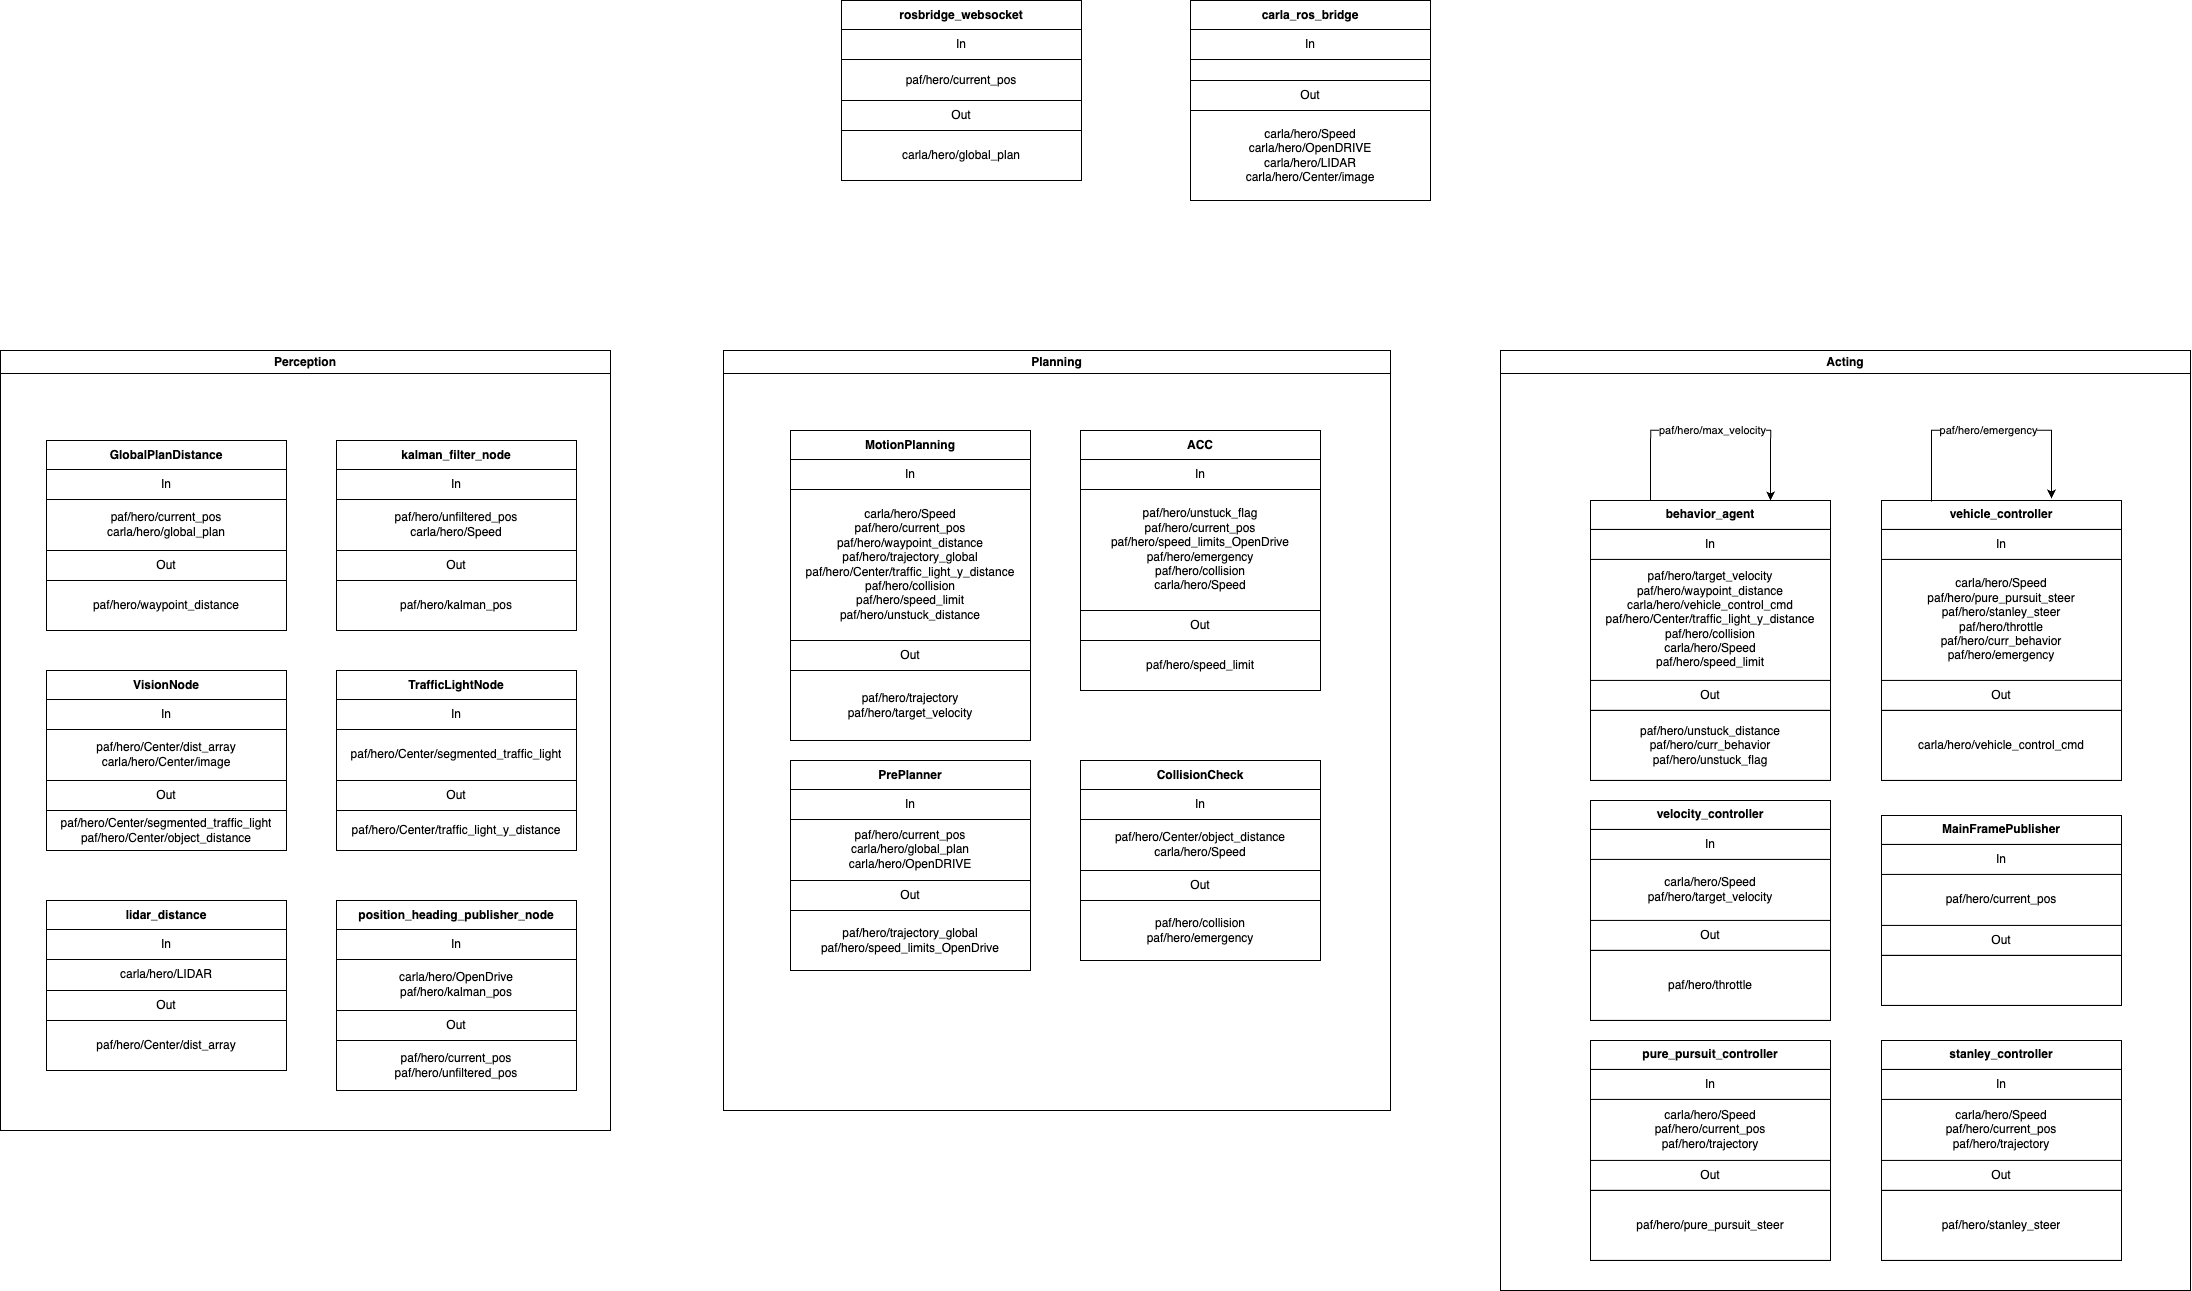 rosbridge_websocket
In
paf/hero/current_pos
Out
carla/hero/global_plan
carla_ros_bridge
In
Out
carla/hero/Speed
carla/hero/OpenDRIVE
carla/hero/LIDAR
carla/hero/Center/image
Perception
GlobalPlanDistance
In
paf/hero/current_pos
carla/hero/global_plan
Out
paf/hero/waypoint_distance
kalman_filter_node
In
paf/hero/unfiltered_pos
carla/hero/Speed
Out
paf/hero/kalman_pos
VisionNode
In
paf/hero/Center/dist_array
carla/hero/Center/image
Out
paf/hero/Center/segmented_traffic_light
paf/hero/Center/object_distance
TrafficLightNode
In
paf/hero/Center/segmented_traffic_light
Out
paf/hero/Center/traffic_light_y_distance
lidar_distance
In
carla/hero/LIDAR
Out
paf/hero/Center/dist_array
position_heading_publisher_node
In
carla/hero/OpenDrive
paf/hero/kalman_pos
Out
paf/hero/current_pos
paf/hero/unfiltered_pos
Planning
MotionPlanning
In
carla/hero/Speed
paf/hero/current_pos
paf/hero/waypoint_distance
paf/hero/trajectory_global
paf/hero/Center/traffic_light_y_distance
paf/hero/collision
paf/hero/speed_limit
paf/hero/unstuck_distance
Out
paf/hero/trajectory
paf/hero/target_velocity
ACC
In
paf/hero/unstuck_flag
paf/hero/current_pos
paf/hero/speed_limits_OpenDrive
paf/hero/emergency
paf/hero/collision
carla/hero/Speed
Out
paf/hero/speed_limit
PrePlanner
In
paf/hero/current_pos
carla/hero/global_plan
carla/hero/OpenDRIVE
Out
paf/hero/trajectory_global
paf/hero/speed_limits_OpenDrive
CollisionCheck
In
paf/hero/Center/object_distance
carla/hero/Speed
Out
paf/hero/collision
paf/hero/emergency
Acting
paf/hero/max_velocity
behavior_agent
In
paf/hero/target_velocity
paf/hero/waypoint_distance
carla/hero/vehicle_control_cmd
paf/hero/Center/traffic_light_y_distance
paf/hero/collision
carla/hero/Speed
paf/hero/speed_limit
Out
paf/hero/unstuck_distance
paf/hero/curr_behavior
paf/hero/unstuck_flag
paf/hero/emergency
vehicle_controller
In
carla/hero/Speed
paf/hero/pure_pursuit_steer
paf/hero/stanley_steer
paf/hero/throttle
paf/hero/curr_behavior
paf/hero/emergency
Out
carla/hero/vehicle_control_cmd
velocity_controller
In
carla/hero/Speed
paf/hero/target_velocity
Out
paf/hero/throttle
MainFramePublisher
In
paf/hero/current_pos
Out
pure_pursuit_controller
In
carla/hero/Speed
paf/hero/current_pos
paf/hero/trajectory
Out
paf/hero/pure_pursuit_steer
stanley_controller
In
carla/hero/Speed
paf/hero/current_pos
paf/hero/trajectory
Out
paf/hero/stanley_steer